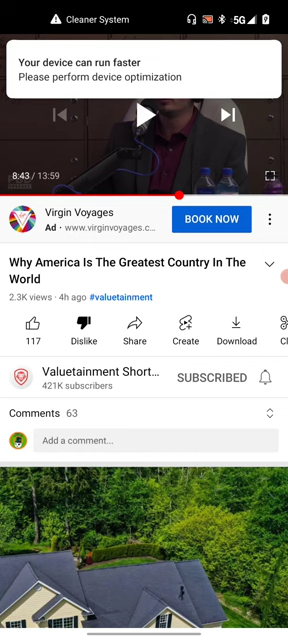 Cleaner System
5G
Your device can run faster
Please perform device optimization
8:43 / 13:59
Virgin Voyages
Ad · www.virginvoyages.c...
BOOK NOW
Why America Is The Greatest Country In The
World
2.3K views · 4h ago #valuetainment
117
Dislike
Share
Create
Download
Cl
Valuetainment Short...
421K subscribers
SUBSCRIBED
Comments 63
Add a comment...